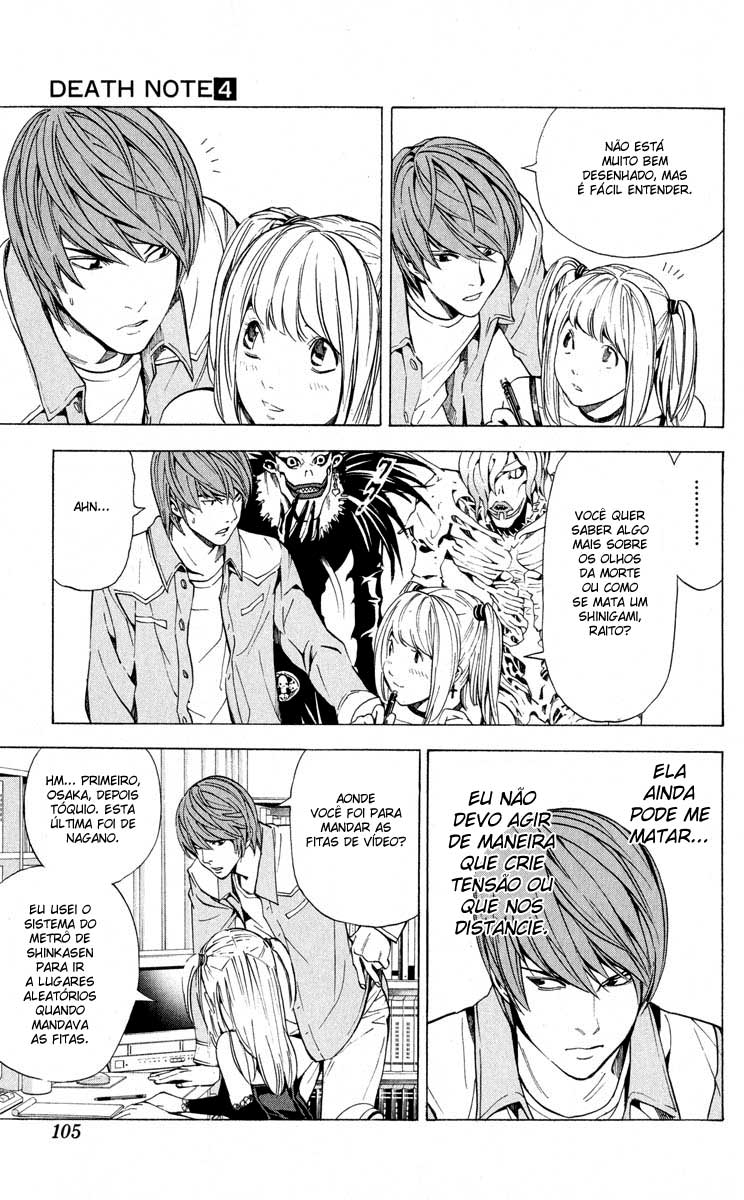 DEATH NOTE 4
NÃO ESTÁ
MUITO BEM
DESENHADO, MAS
É FÁCIL ENTENDER.
..........
VOCÊ QUER
SABER ALGO
MAIS SOBRE
OS OLHOS
DA MORTE
OU COMO
SE MATA UM
SHINIGAMI,
RAITO?
AHN...
ELA
AINDA
PODE ME
MATAR...
EU NÃO
DEVO AGIR
DE MANEIRA
QUE CRIE
TENSÃO OU
QUE NOS
DISTANCIE.
AONDE
VOCÊ FOI PARA
MANDAR AS
FITAS DE VÍDEO?
HM... PRIMEIRO,
OSAKA, DEPOIS
TÓQUIO. ESTA
ÚLTIMA FOI DE
NAGANO.
EU USEI O
SISTEMA DO
METRÔ DE
SHINKASEN
PARA IR
A LUGARES
ALEATÓRIOS
QUANDO
MANDAVA
AS FITAS.
105